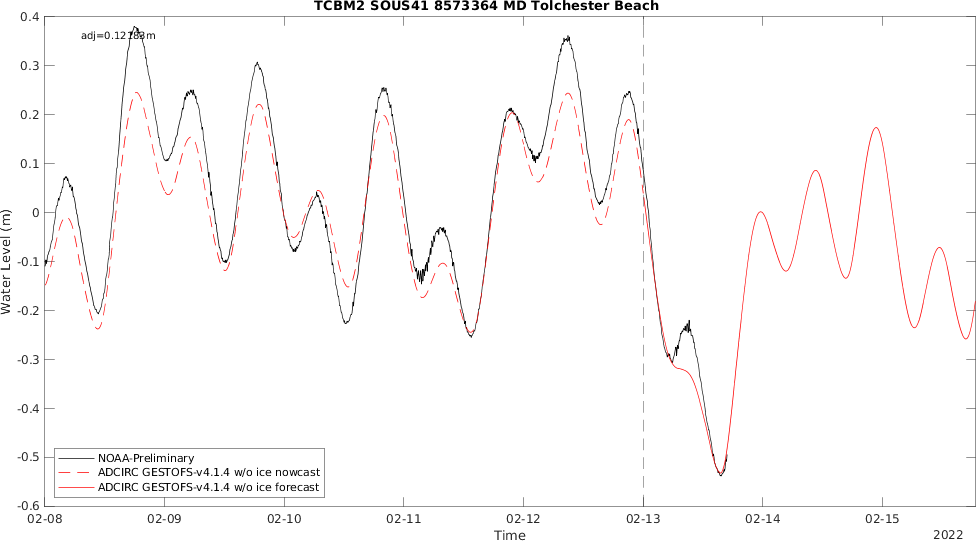 TCBM2 SOUS41 8573364 MD Tolchester Beach
adj=0.12183m
Water Level (m)
0.4
0.3
0.2
0.1
0
-0.1
-0.2
-0.3
-0.4
-0.5
-0.6
NOAA-Preliminary
ADCIRC GESTOFS-v4.1.4 w/o ice nowcast
ADCIRC GESTOFS-v4.1.4 w/o ice forecast
02-08 02-09 02-10 02-11 02-12 02-13 02-14 02-15
Time
2022